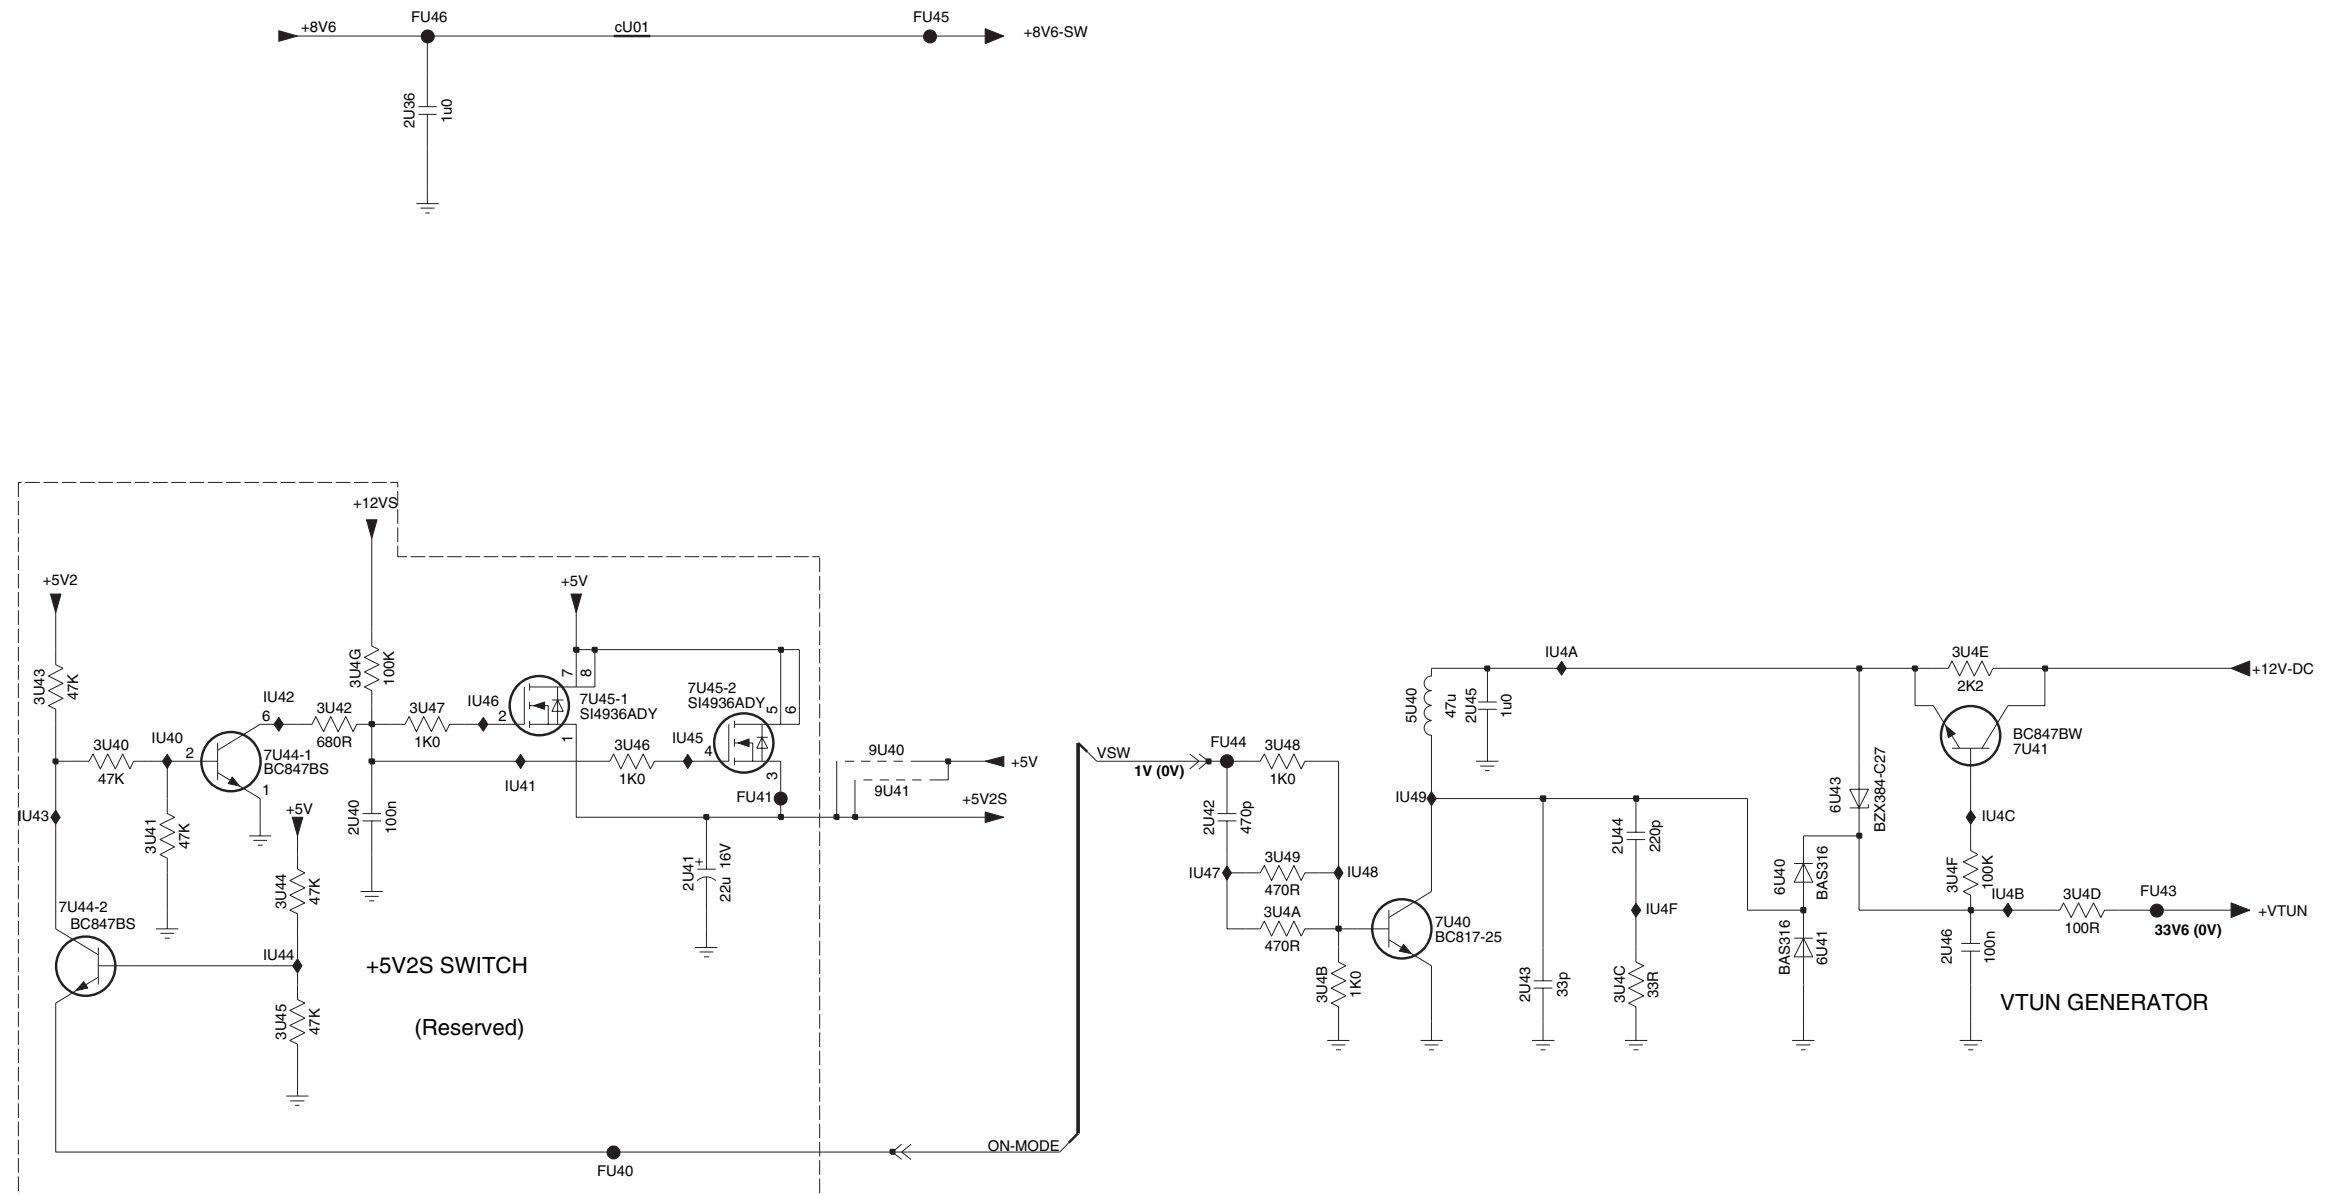 FU46
FU45
+8V6
cU01
+8V6-SW
2U36
1u0
+12VS
+5V2
+5V
3U43
47K
3U4G
100K
7
8
5
6
IU42
IU46
7U45-1
SI4936ADY
7U45-2
SI4936ADY
6
3U42
680R
3U47
1K0
2
1
3U40
47K
IU40
2
7U44-1
BC847BS
1
IU41
3U46
1K0
IU45
4
3
9U40
9U41
+5V
FU41
+5V2S
IU43
3U41
47K
+5V
2U40
100n
2U41
+
22u 16V
3U44
47K
7U44-2
BC847BS
IU44
3U45
47K
+5V2S SWITCH
(Reserved)
FU40
ON-MODE
VSW
1V (0V)
FU44
3U48
1K0
2U42
470p
IU47
3U49
470R
IU48
3U4A
470R
3U4B
1K0
5U40
47u
2U45
1u0
IU4A
IU49
7U40
BC817-25
2U43
33p
2U44
220p
IU4F
3U4C
33R
3U4E
2K2
+12V-DC
BC847BW
7U41
6U43
BZX384-C27
IU4C
3U4F
100K
6U40
BAS316
BAS316
6U41
IU4B
3U4D
100R
FU43
33V6 (0V)
+VTUN
2U46
100n
VTUN GENERATOR